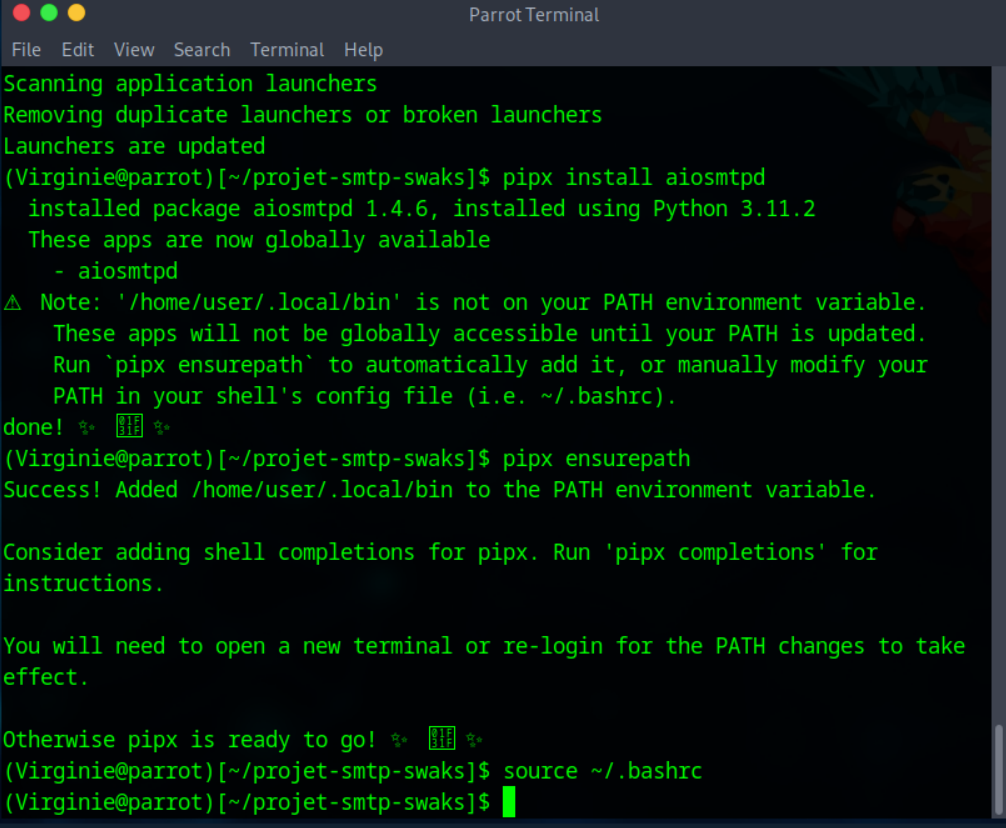 Parrot Terminal
File Edit View Search Terminal Help
Scanning application launchers
Removing duplicate launchers or broken launchers
Launchers are updated
(Virginie@parrot)[~/projet-smtp-swaks]$ pipx install aiosmtpd
  installed package aiosmtpd 1.4.6, installed using Python 3.11.2
  These apps are now globally available
    - aiosmtpd
⚠ Note: '/home/user/.local/bin' is not on your PATH environment variable.
    These apps will not be globally accessible until your PATH is updated.
    Run `pipx ensurepath` to automatically add it, or manually modify your
    PATH in your shell's config file (i.e. ~/.bashrc).
done! ✨ 🌟 ✨
(Virginie@parrot)[~/projet-smtp-swaks]$ pipx ensurepath
Success! Added /home/user/.local/bin to the PATH environment variable.

Consider adding shell completions for pipx. Run 'pipx completions' for
instructions.

You will need to open a new terminal or re-login for the PATH changes to take
effect.

Otherwise pipx is ready to go! ✨ 🌟 ✨
(Virginie@parrot)[~/projet-smtp-swaks]$ source ~/.bashrc
(Virginie@parrot)[~/projet-smtp-swaks]$